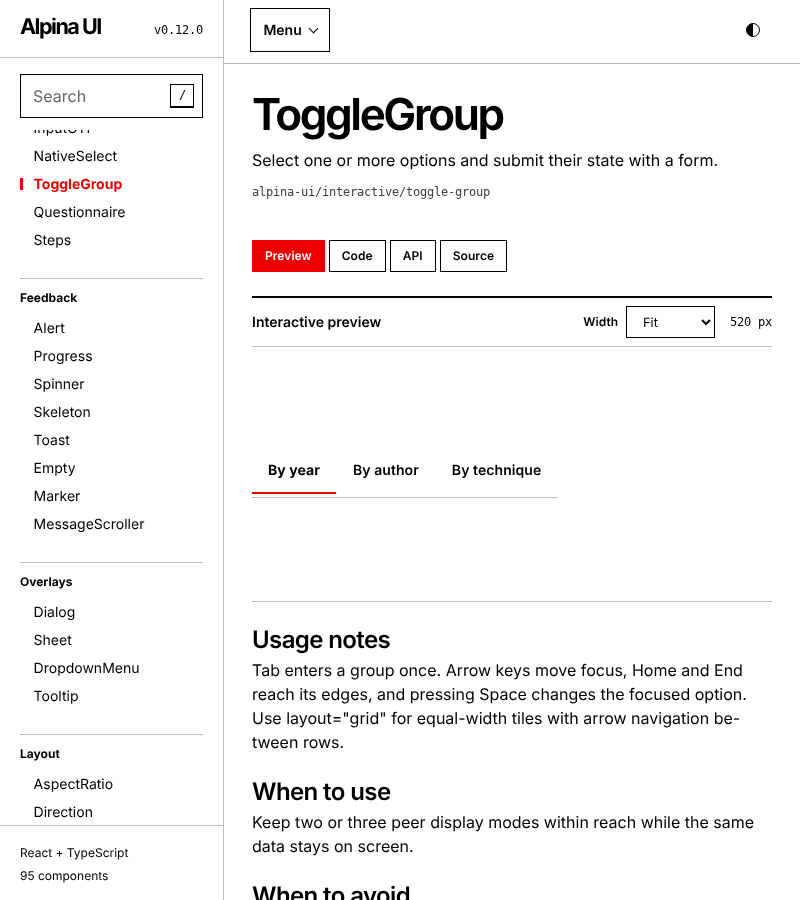 Alpina UI
v0.12.0
Search
/
NativeSelect
ToggleGroup
Questionnaire
Steps
Feedback
Alert
Progress
Spinner
Skeleton
Toast
Empty
Marker
MessageScroller
Overlays
Dialog
Sheet
DropdownMenu
Tooltip
Layout
AspectRatio
Direction
React + TypeScript
95 components
Menu
ToggleGroup
Select one or more options and submit their state with a form.
alpina-ui/interactive/toggle-group
Preview Code API Source
Interactive preview
Width Fit 520 px
By year By author By technique
Usage notes
Tab enters a group once. Arrow keys move focus, Home and End
reach its edges, and pressing Space changes the focused option.
Use layout="grid" for equal-width tiles with arrow navigation be-
tween rows.
When to use
Keep two or three peer display modes within reach while the same
data stays on screen.
When to avoid